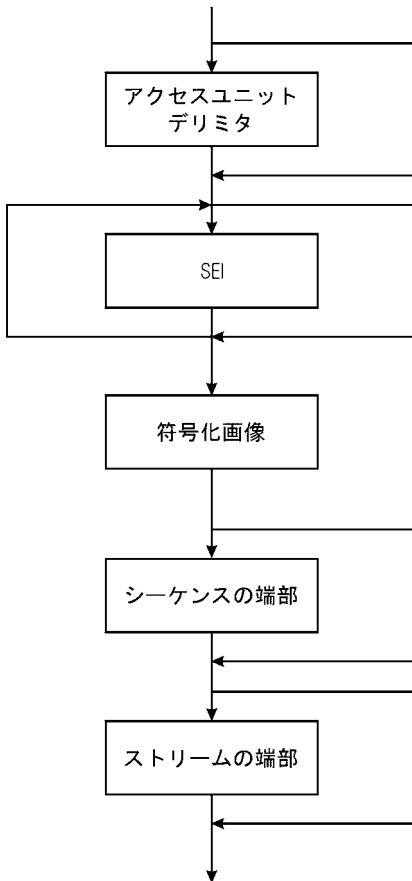 アクセスユニット
デリミタ
SEI
符号化画像
シーケンスの端部
ストリームの端部